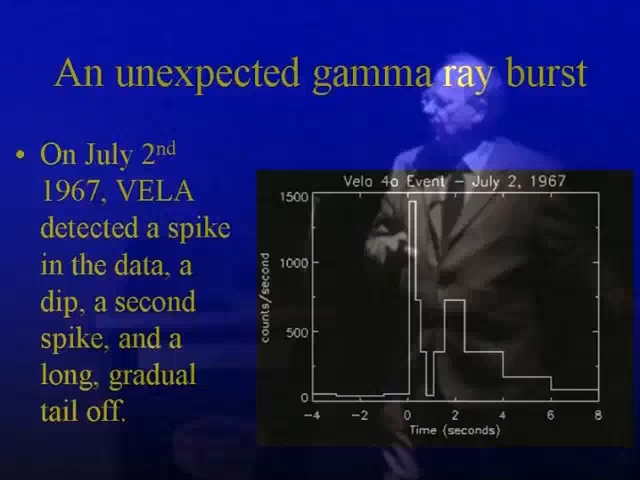 An unexpected gamma ray burst
• On July 2nd
1967, VELA
detected a spike
in the data, a
dip, a second
spike, and a
long, gradual
tail off.
Vela 4a Event – July 2, 1967
counts/second
1500
1000
500
0
-4 -2 0 2 4 6 8
Time (seconds)